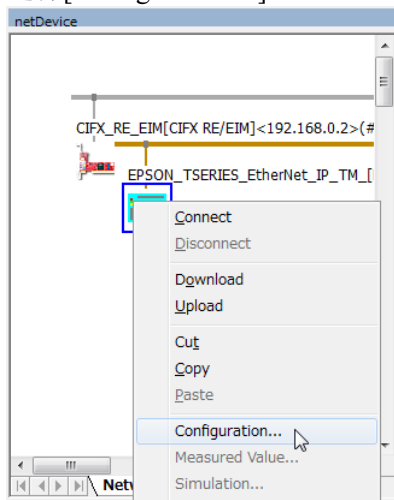 netDevice
CIFX_RE_EIM[CIFX RE/EIM]<192.168.0.2>(#
EPSON_TSERIES_EtherNet_IP_TM_[
Connect
Disconnect
Download
Upload
Cut
Copy
Paste
Configuration...
Measured Value...
Simulation...